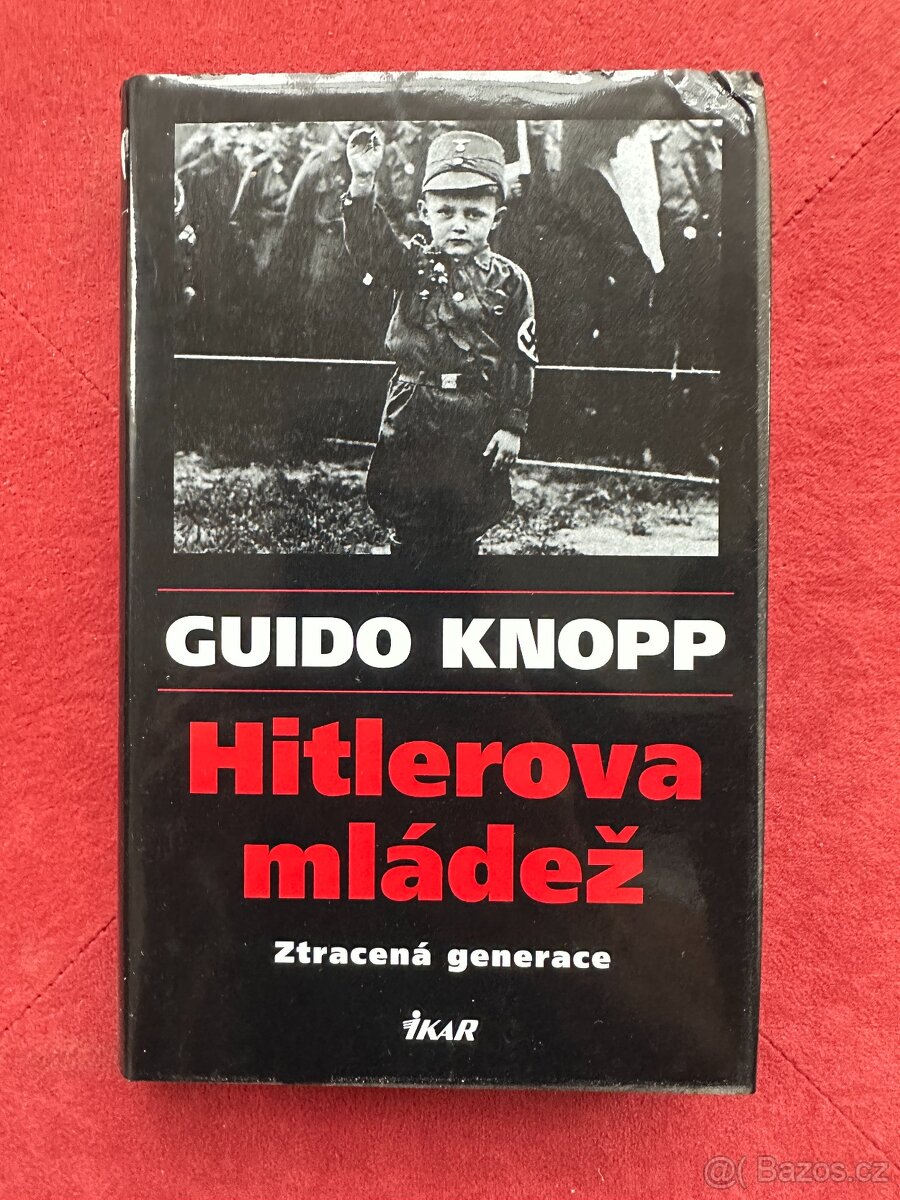 GUIDO KNOPP
Hitlerova
mládež
Ztracená generace
IKAR
@( Bazos.cz